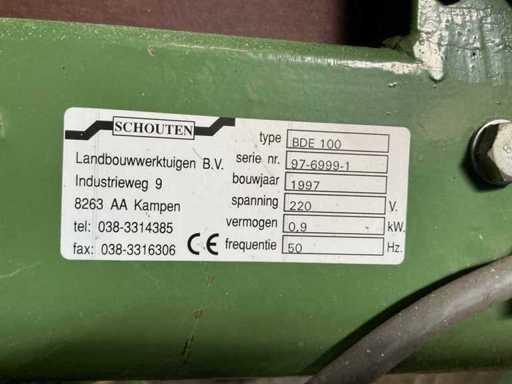 SCHOUTEN
Landbouwwerktuigen B.V.
Industrieweg 9
8263 AA Kampen
tel: 038-3314385
fax: 038-3316306
CE
type BDE 100
serie nr. 97-6999-1
bouwjaar 1997
spanning 220 V.
vermogen 0,9 kW.
frequentie 50 Hz.